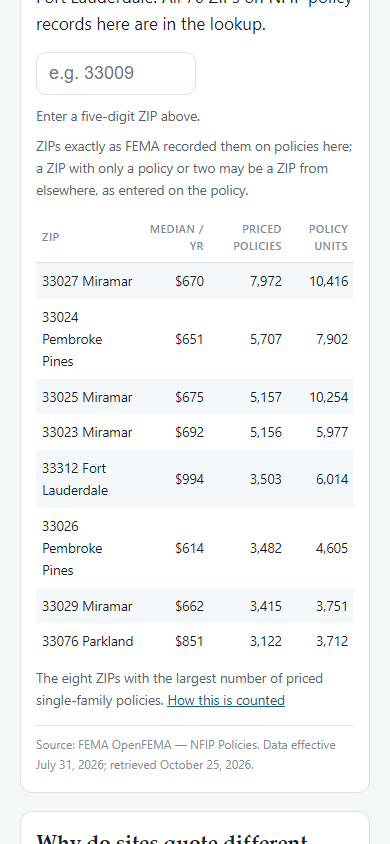 records here are in the lookup.
e.g. 33009
Enter a five-digit ZIP above.
ZIPs exactly as FEMA recorded them on policies here;
a ZIP with only a policy or two may be a ZIP from
elsewhere, as entered on the policy.
ZIP MEDIAN / YR PRICED POLICIES POLICY UNITS
33027 Miramar $670 7,972 10,416
33024 Pembroke Pines $651 5,707 7,902
33025 Miramar $675 5,157 10,254
33023 Miramar $692 5,156 5,977
33312 Fort Lauderdale $994 3,503 6,014
33026 Pembroke Pines $614 3,482 4,605
33029 Miramar $662 3,415 3,751
33076 Parkland $851 3,122 3,712
The eight ZIPs with the largest number of priced
single-family policies. How this is counted
Source: FEMA OpenFEMA — NFIP Policies. Data effective
July 31, 2026; retrieved October 25, 2026.
Why do sites quote different